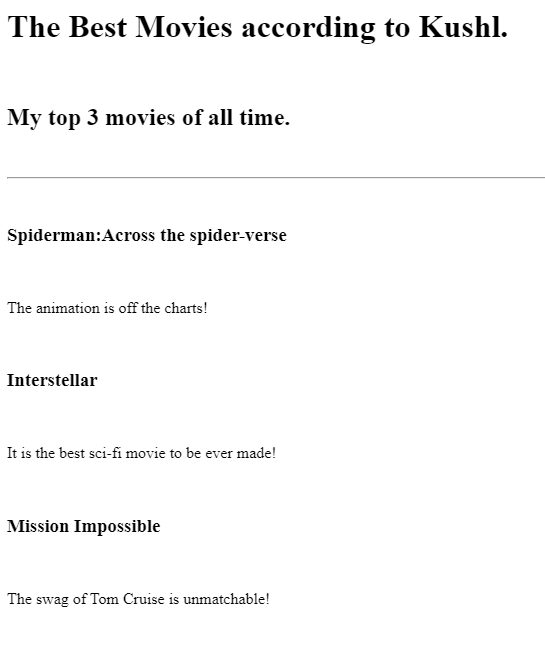 The Best Movies according to Kushl.
My top 3 movies of all time.
Spiderman:Across the spider-verse
The animation is off the charts!
Interstellar
It is the best sci-fi movie to be ever made!
Mission Impossible
The swag of Tom Cruise is unmatchable!